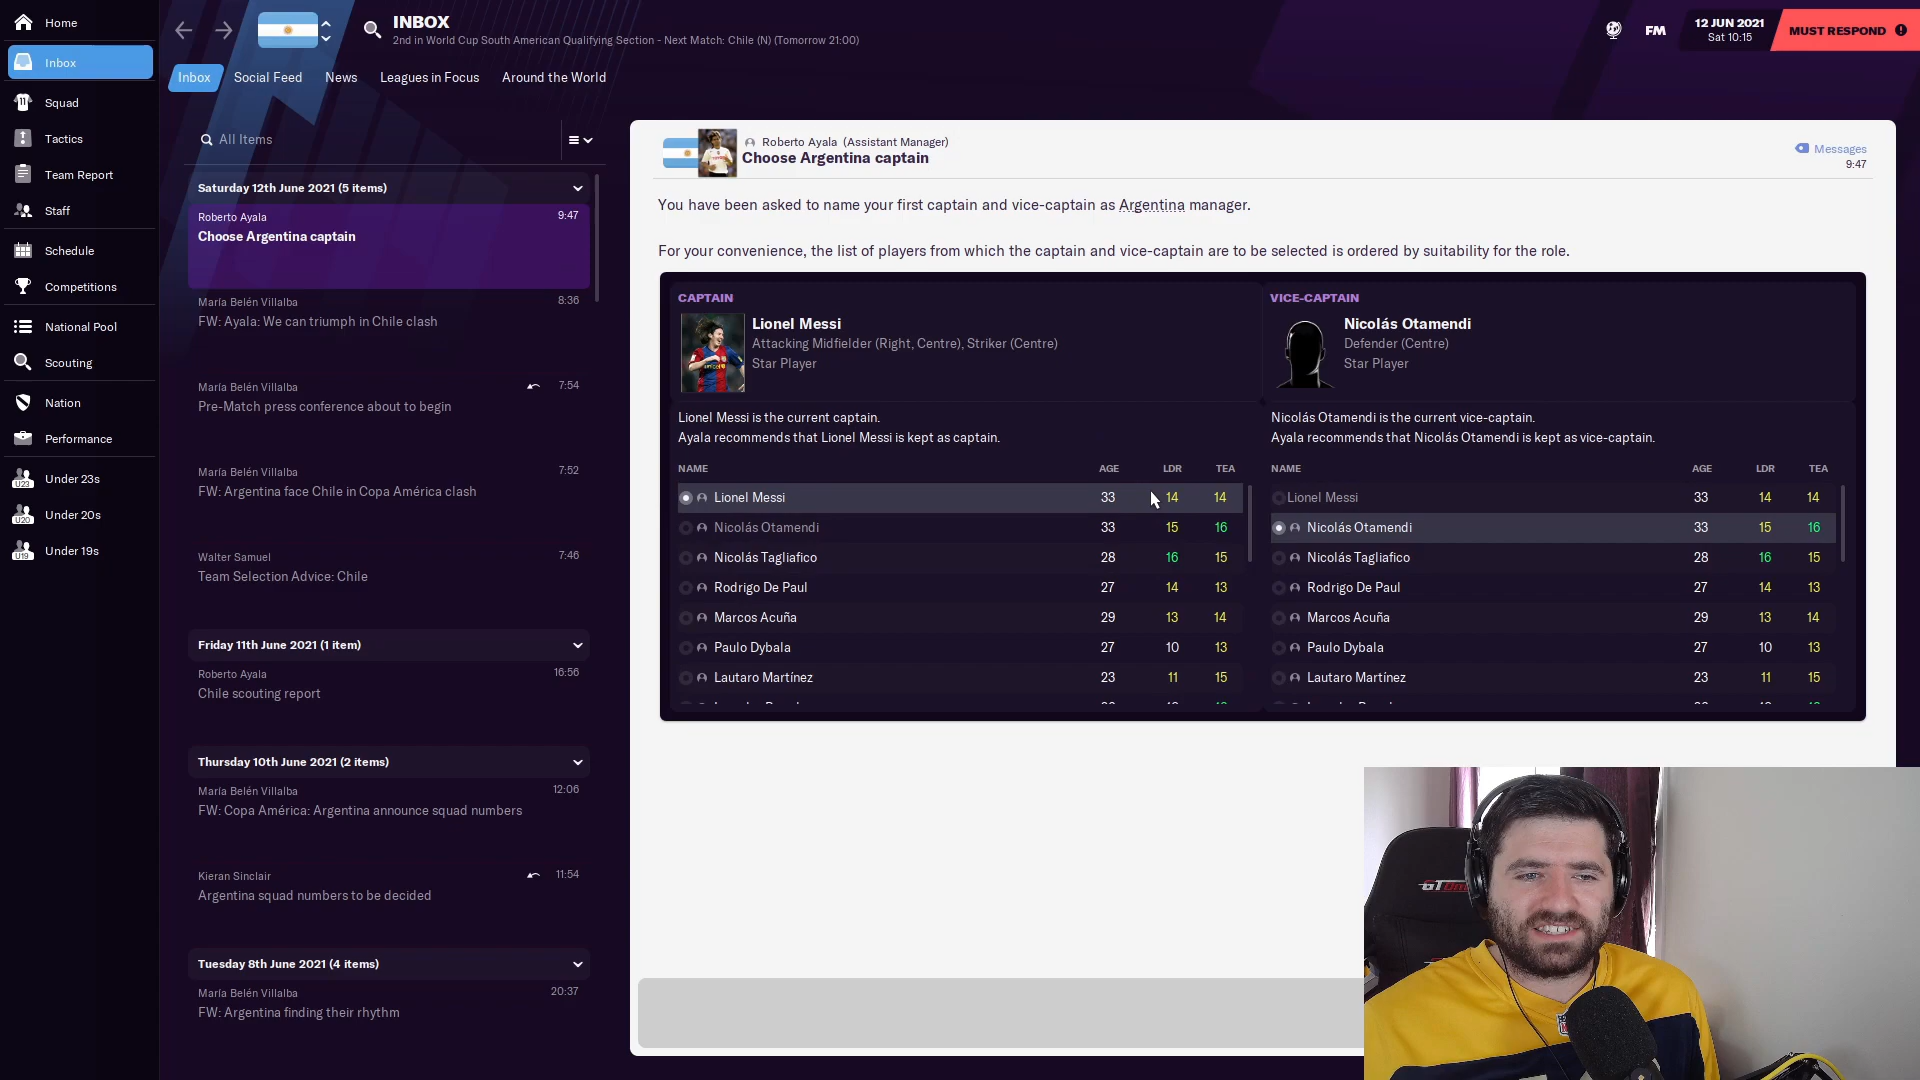 Home
Inbox
Squad
Tactics
Team Report
Staff
Schedule
Competitions
National Pool
Scouting
Nation
Performance
U23
Under 23s
U20
Under 20s
U19
Under 19s
INBOX
2nd in World Cup South American Qualifying Section - Next Match: Chile (N) (Tomorrow 21:00)
FM
12 JUN 2021
Sat 10:15
MUST RESPOND
Inbox Social Feed News Leagues in Focus Around the World
All Items
Saturday 12th June 2021 (5 items)
Roberto Ayala 9:47
Choose Argentina captain
María Belén Villalba 8:36
FW: Ayala: We can triumph in Chile clash
María Belén Villalba 7:54
Pre-Match press conference about to begin
María Belén Villalba 7:52
FW: Argentina face Chile in Copa América clash
Walter Samuel 7:46
Team Selection Advice: Chile
Friday 11th June 2021 (1 item)
Roberto Ayala 16:56
Chile scouting report
Thursday 10th June 2021 (2 items)
María Belén Villalba 12:06
FW: Copa América: Argentina announce squad numbers
Kieran Sinclair 11:54
Argentina squad numbers to be decided
Tuesday 8th June 2021 (4 items)
María Belén Villalba 20:37
FW: Argentina finding their rhythm
Roberto Ayala (Assistant Manager)
Choose Argentina captain
Messages
9:47
You have been asked to name your first captain and vice-captain as Argentina manager.
For your convenience, the list of players from which the captain and vice-captain are to be selected is ordered by suitability for the role.
CAPTAIN
Lionel Messi
Attacking Midfielder (Right, Centre), Striker (Centre)
Star Player
Lionel Messi is the current captain.
Ayala recommends that Lionel Messi is kept as captain.
NAME AGE LDR TEA
Lionel Messi 33 14 14
Nicolás Otamendi 33 15 16
Nicolás Tagliafico 28 16 15
Rodrigo De Paul 27 14 13
Marcos Acuña 29 13 14
Paulo Dybala 27 10 13
Lautaro Martínez 23 11 15
VICE-CAPTAIN
Nicolás Otamendi
Defender (Centre)
Star Player
Nicolás Otamendi is the current vice-captain.
Ayala recommends that Nicolás Otamendi is kept as vice-captain.
NAME AGE LDR TEA
Lionel Messi 33 14 14
Nicolás Otamendi 33 15 16
Nicolás Tagliafico 28 16 15
Rodrigo De Paul 27 14 13
Marcos Acuña 29 13 14
Paulo Dybala 27 10 13
Lautaro Martínez 23 11 15